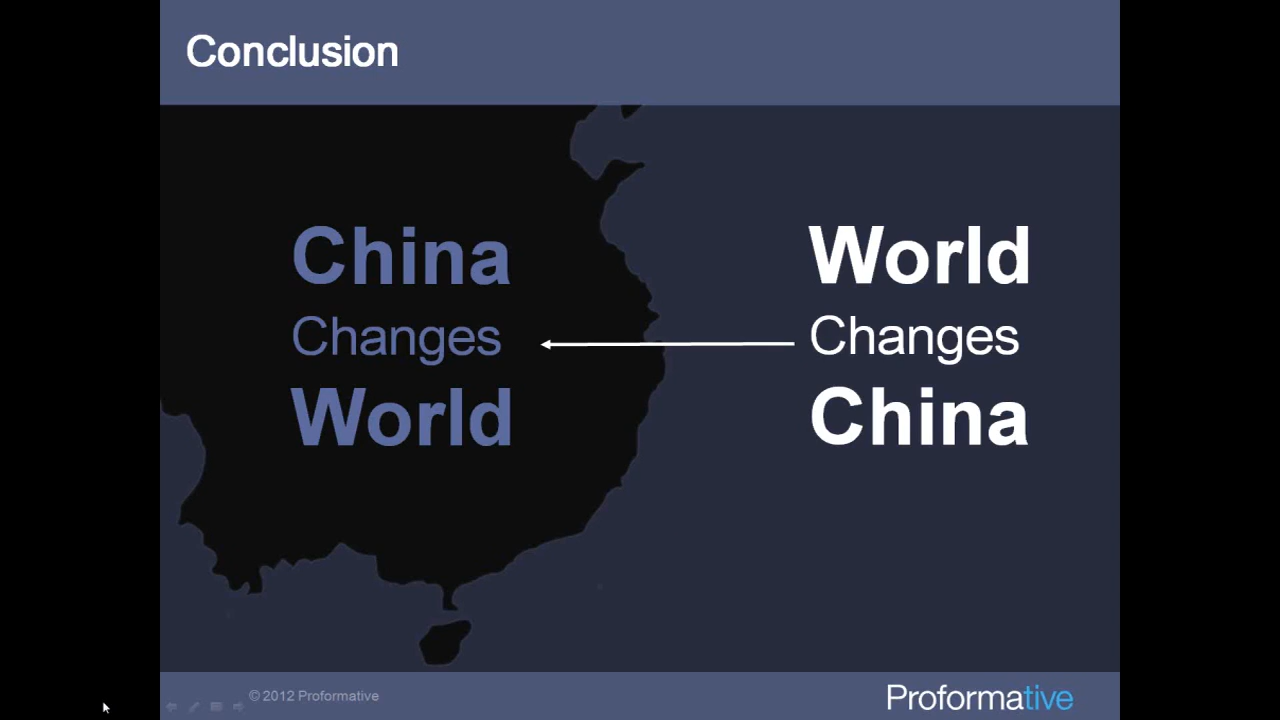 Conclusion
China
Changes
World
World
Changes
China
© 2012 Proformative
Proformative